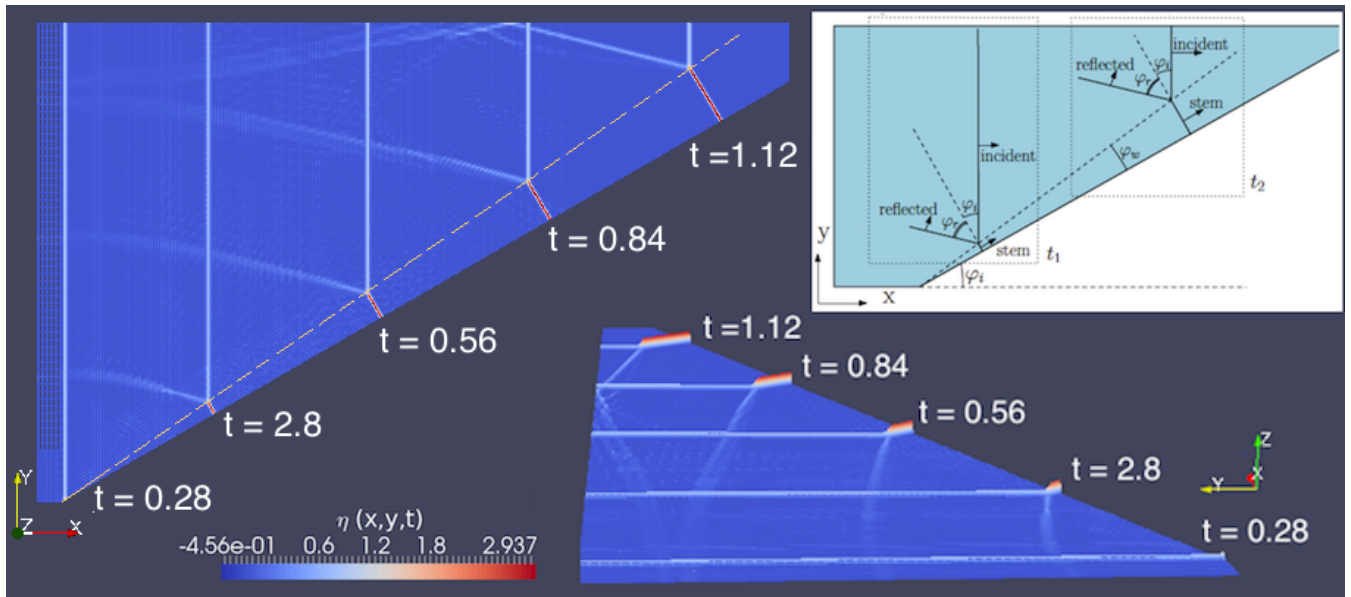 t =1.12
t = 0.84
t = 0.56
t = 2.8
t = 0.28
Y
Z
X
η (x,y,t)
-4.56e-01 0.6 1.2 1.8 2.937
incident
φi
reflected
φr
stem
φw
t2
incident
φi
reflected
φr
stem
t1
φi
y
x
t =1.12
t = 0.84
t = 0.56
t = 2.8
t = 0.28
Z
Y
X